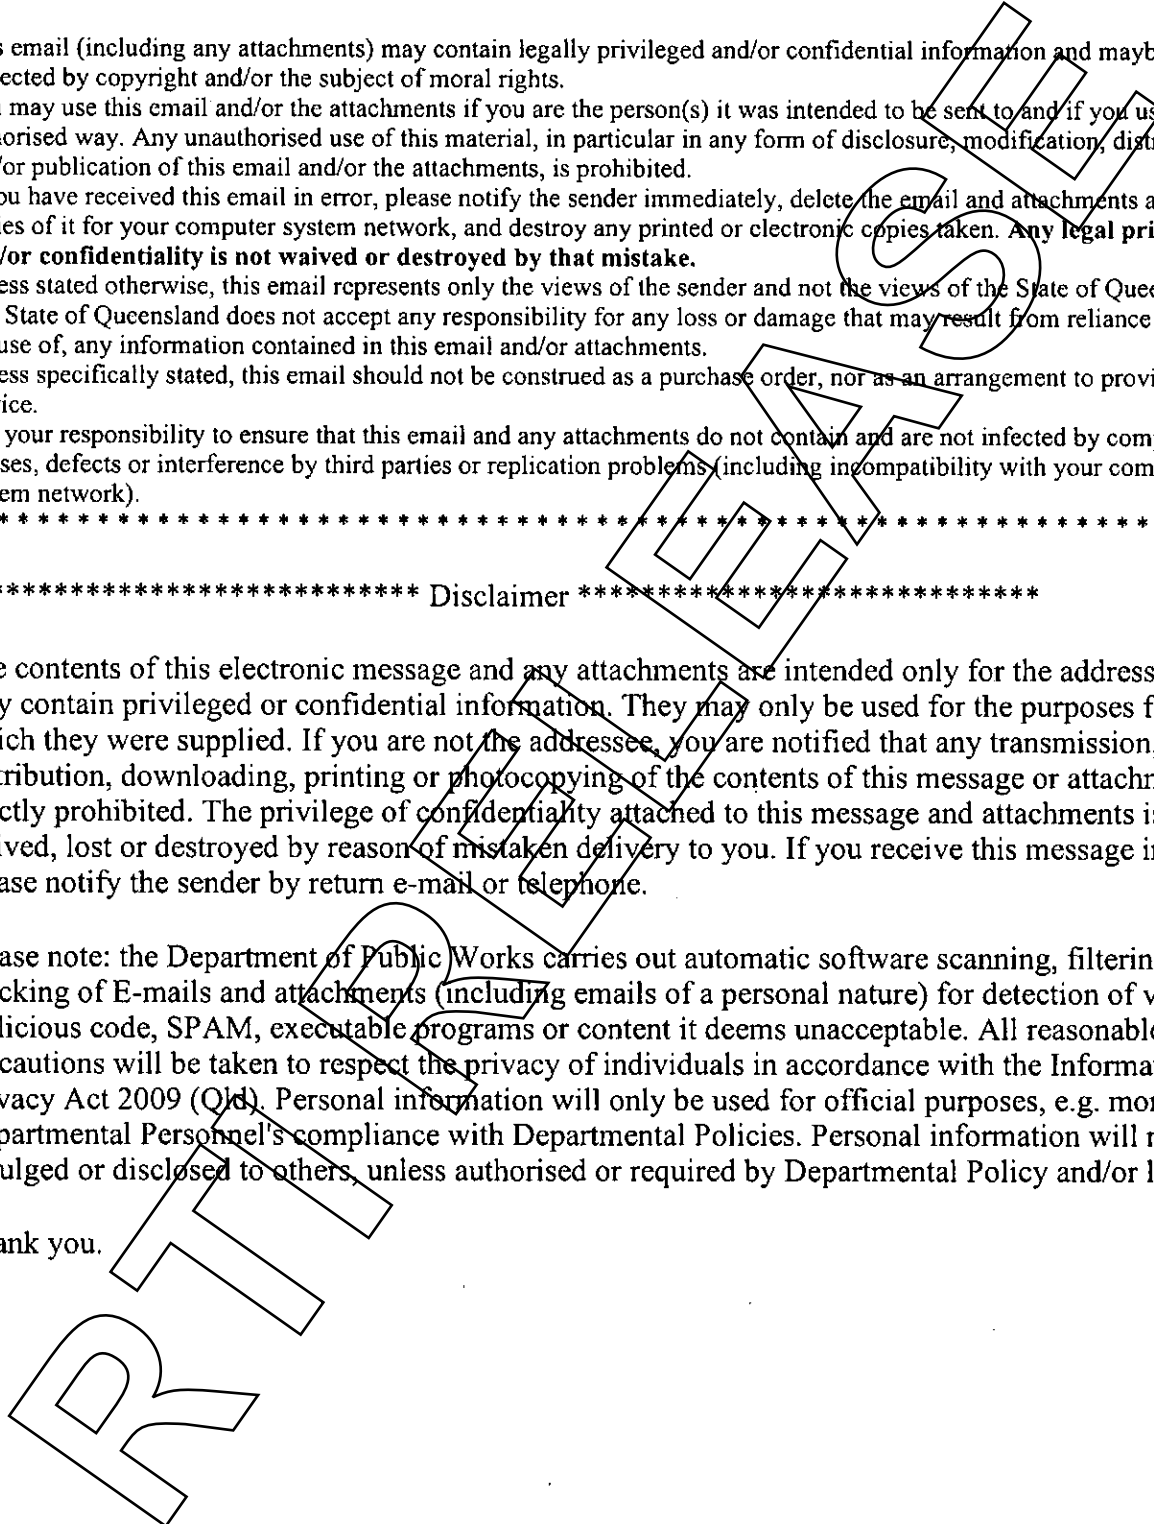 s email (including any attachments) may contain legally privileged and/or confidential information and mayb
ected by copyright and/or the subject of moral rights.
may use this email and/or the attachments if you are the person(s) it was intended to be sent to and if you us
orised way. Any unauthorised use of this material, in particular in any form of disclosure, modification, dist
/or publication of this email and/or the attachments, is prohibited.
ou have received this email in error, please notify the sender immediately, delete the email and attachments a
ies of it for your computer system network, and destroy any printed or electronic copies taken. Any legal pri
/or confidentiality is not waived or destroyed by that mistake.
ess stated otherwise, this email represents only the views of the sender and not the views of the State of Quee
State of Queensland does not accept any responsibility for any loss or damage that may result from reliance
use of, any information contained in this email and/or attachments.
ess specifically stated, this email should not be construed as a purchase order, nor as an arrangement to provi
ice.
your responsibility to ensure that this email and any attachments do not contain and are not infected by com
ses, defects or interference by third parties or replication problems (including incompatibility with your com
em network).
* * * * * * * * * * * * * * * * * * * * * * * * * * * * * * * * * * * * * * * * * * * * * * * * * * * * * * * * * *
*************************** Disclaimer *****************************
e contents of this electronic message and any attachments are intended only for the address
y contain privileged or confidential information. They may only be used for the purposes f
ich they were supplied. If you are not the addressee, you are notified that any transmission,
tribution, downloading, printing or photocopying of the contents of this message or attachr
ctly prohibited. The privilege of confidentiality attached to this message and attachments is
ived, lost or destroyed by reason of mistaken delivery to you. If you receive this message in
ase notify the sender by return e-mail or telephone.
ase note: the Department of Public Works carries out automatic software scanning, filterin
cking of E-mails and attachments (including emails of a personal nature) for detection of v
licious code, SPAM, executable programs or content it deems unacceptable. All reasonable
cautions will be taken to respect the privacy of individuals in accordance with the Informa
vacy Act 2009 (Qld). Personal information will only be used for official purposes, e.g. mor
partmental Personnel's compliance with Departmental Policies. Personal information will r
ulged or disclosed to others, unless authorised or required by Departmental Policy and/or l
ank you.
RTI RELEASE